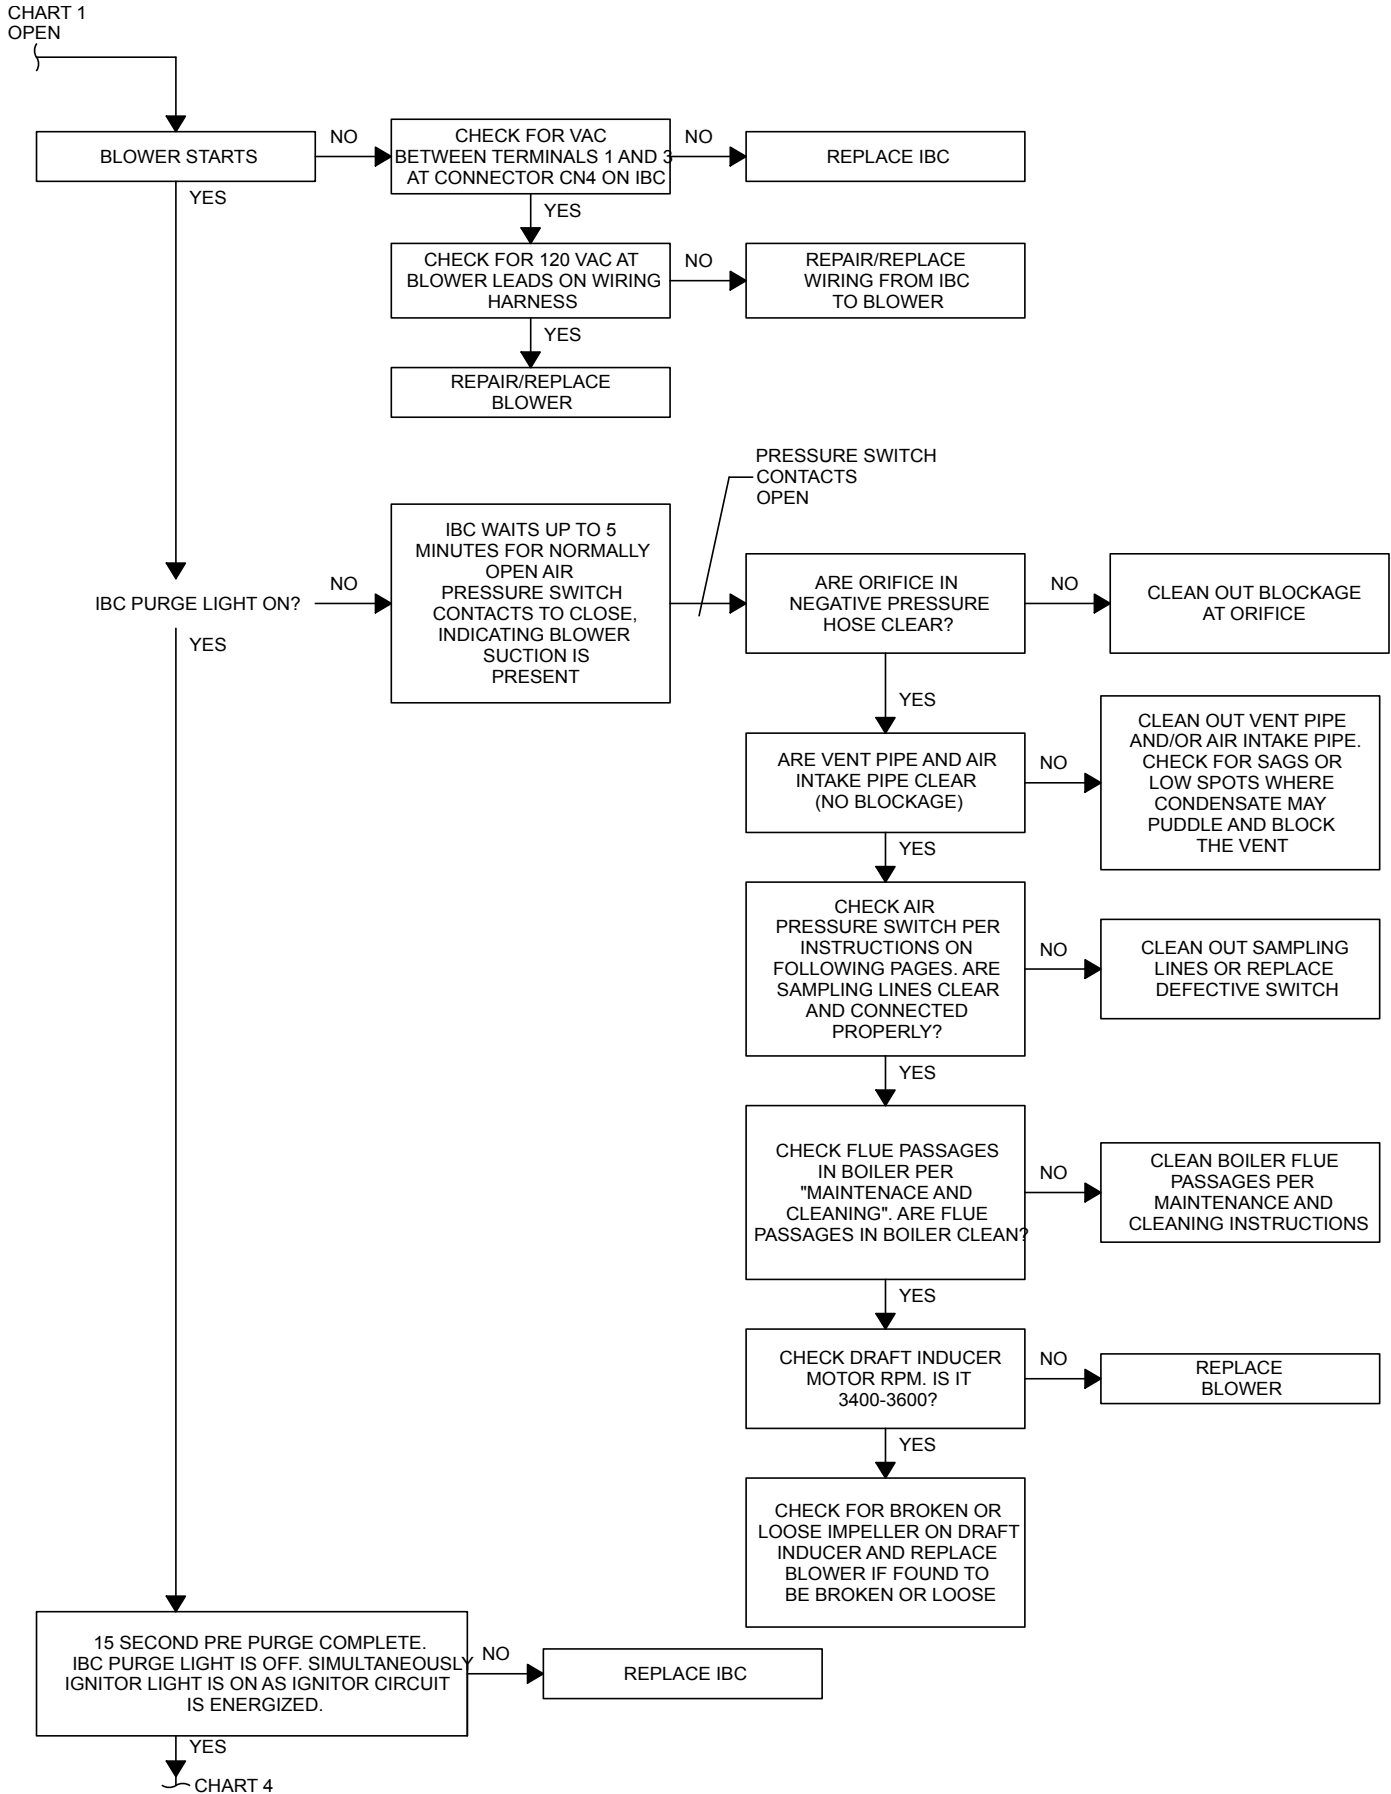 CHART 1
OPEN
BLOWER STARTS
NO
CHECK FOR VAC
BETWEEN TERMINALS 1 AND 3
AT CONNECTOR CN4 ON IBC
NO
REPLACE IBC
YES
YES
CHECK FOR 120 VAC AT
BLOWER LEADS ON WIRING
HARNESS
NO
REPAIR/REPLACE
WIRING FROM IBC
TO BLOWER
YES
REPAIR/REPLACE
BLOWER
PRESSURE SWITCH
CONTACTS
OPEN
IBC PURGE LIGHT ON?
NO
IBC WAITS UP TO 5
MINUTES FOR NORMALLY
OPEN AIR
PRESSURE SWITCH
CONTACTS TO CLOSE,
INDICATING BLOWER
SUCTION IS
PRESENT
ARE ORIFICE IN
NEGATIVE PRESSURE
HOSE CLEAR?
NO
CLEAN OUT BLOCKAGE
AT ORIFICE
YES
YES
ARE VENT PIPE AND AIR
INTAKE PIPE CLEAR
(NO BLOCKAGE)
NO
CLEAN OUT VENT PIPE
AND/OR AIR INTAKE PIPE.
CHECK FOR SAGS OR
LOW SPOTS WHERE
CONDENSATE MAY
PUDDLE AND BLOCK
THE VENT
YES
CHECK AIR
PRESSURE SWITCH PER
INSTRUCTIONS ON
FOLLOWING PAGES. ARE
SAMPLING LINES CLEAR
AND CONNECTED
PROPERLY?
NO
CLEAN OUT SAMPLING
LINES OR REPLACE
DEFECTIVE SWITCH
YES
CHECK FLUE PASSAGES
IN BOILER PER
"MAINTENACE AND
CLEANING". ARE FLUE
PASSAGES IN BOILER CLEAN?
NO
CLEAN BOILER FLUE
PASSAGES PER
MAINTENANCE AND
CLEANING INSTRUCTIONS
YES
CHECK DRAFT INDUCER
MOTOR RPM. IS IT
3400-3600?
NO
REPLACE
BLOWER
YES
CHECK FOR BROKEN OR
LOOSE IMPELLER ON DRAFT
INDUCER AND REPLACE
BLOWER IF FOUND TO
BE BROKEN OR LOOSE
15 SECOND PRE PURGE COMPLETE.
IBC PURGE LIGHT IS OFF. SIMULTANEOUSLY
IGNITOR LIGHT IS ON AS IGNITOR CIRCUIT
IS ENERGIZED.
NO
REPLACE IBC
YES
CHART 4